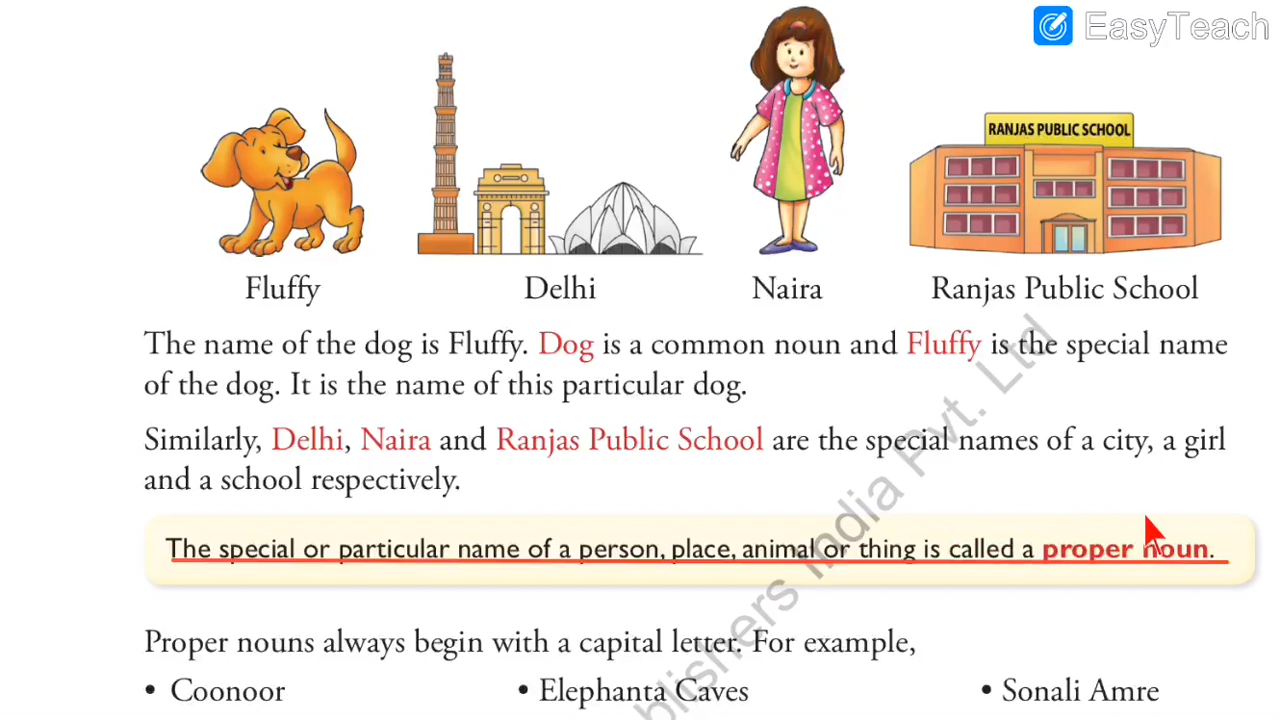 EasyTeach
RANJAS PUBLIC SCHOOL
Fluffy Delhi Naira Ranjas Public School
The name of the dog is Fluffy. Dog is a common noun and Fluffy is the special name
of the dog. It is the name of this particular dog.
Similarly, Delhi, Naira and Ranjas Public School are the special names of a city, a girl
and a school respectively.
The special or particular name of a person, place, animal or thing is called a proper noun.
Proper nouns always begin with a capital letter. For example,
• Coonoor • Elephanta Caves • Sonali Amre
blishers India Pvt. Ltd